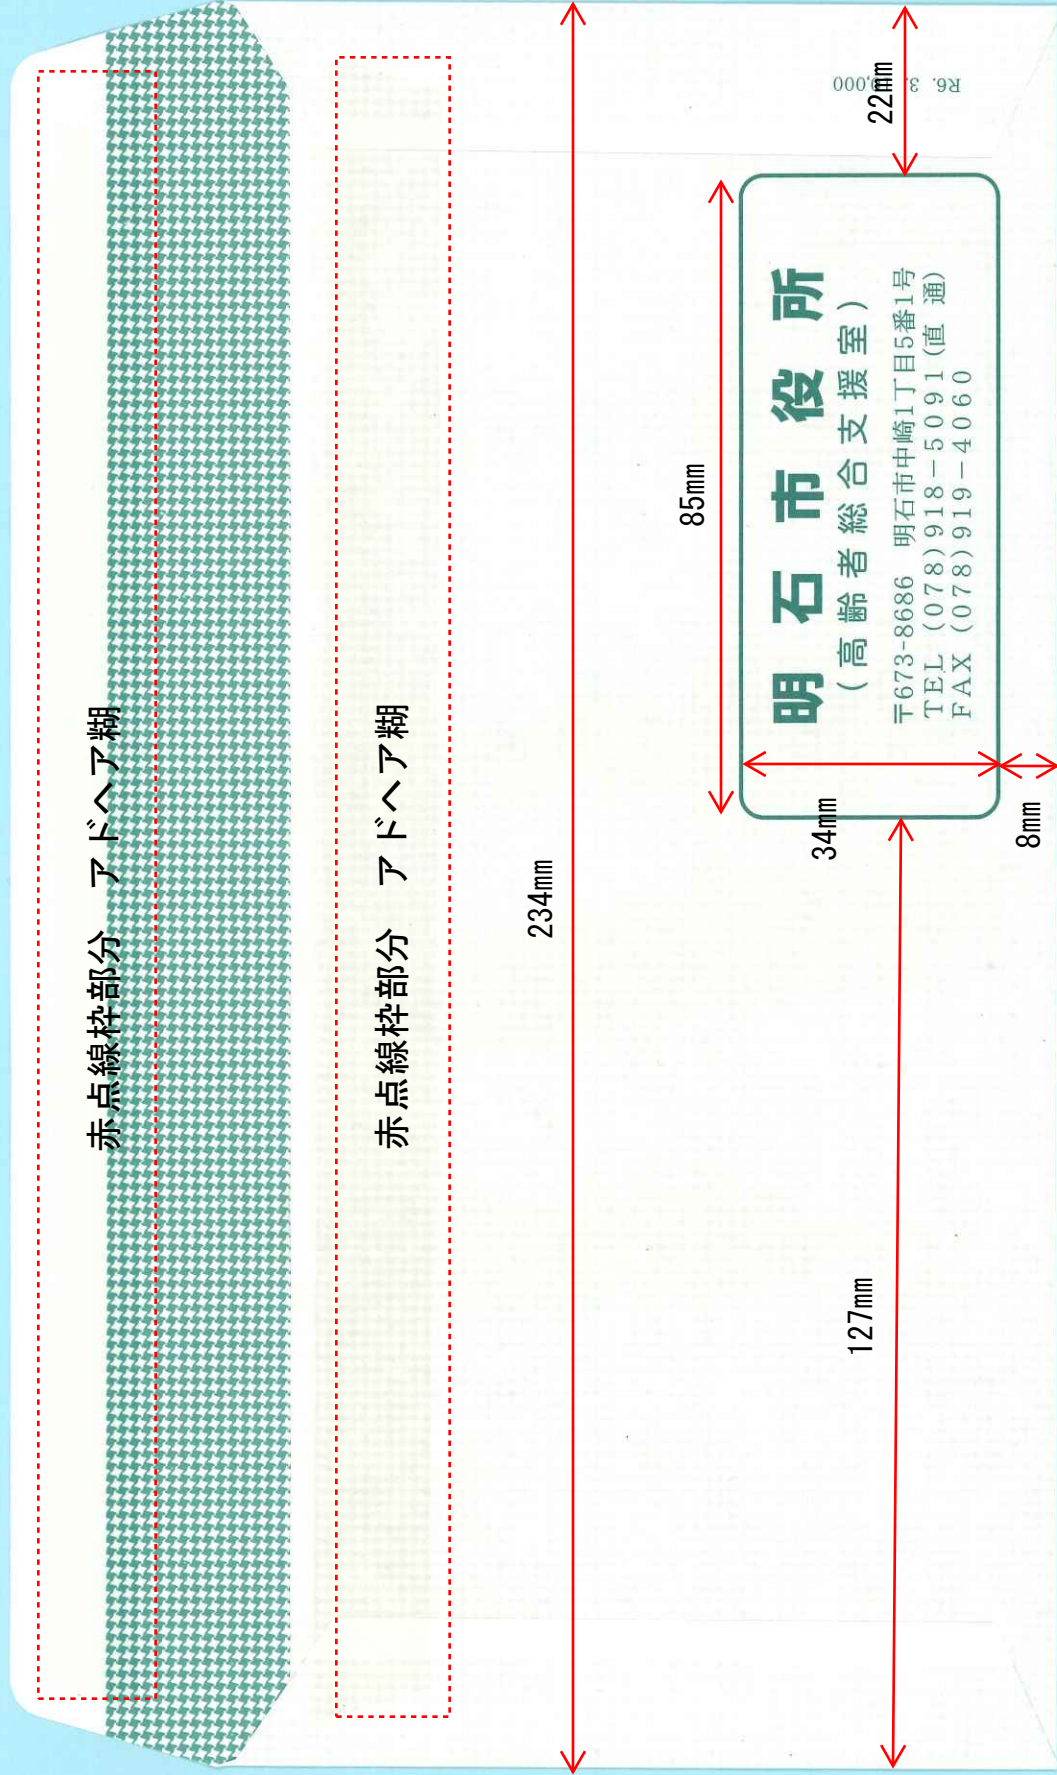 赤点線枠部分　アドヘア糊
赤点線枠部分　アドヘア糊
234mm
85mm
明石市役所
(高齢者総合支援室)
〒673-8686　明石市中崎1丁目5番1号
TEL (078)918－5091(直 通)
FAX (078)919－4060
34mm
22mm
127mm
8mm
R6. 3.